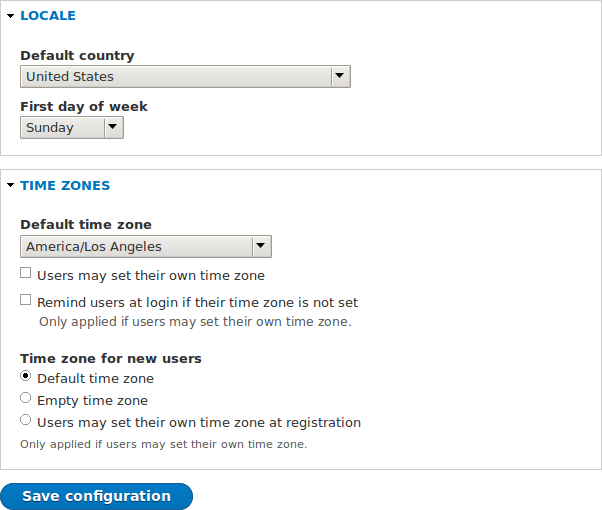 LOCALE
Default country
United States
First day of week
Sunday
TIME ZONES
Default time zone
America/Los Angeles
Users may set their own time zone
Remind users at login if their time zone is not set
Only applied if users may set their own time zone.
Time zone for new users
Default time zone
Empty time zone
Users may set their own time zone at registration
Only applied if users may set their own time zone.
Save configuration